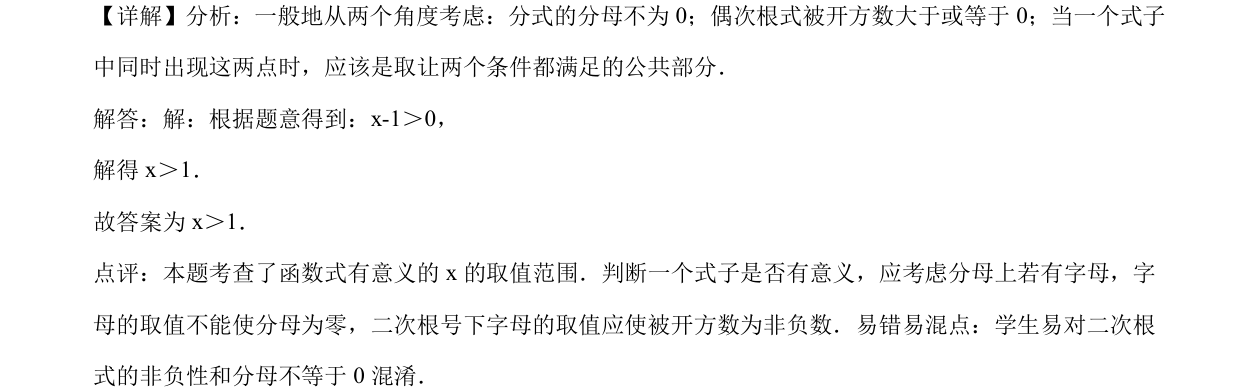 【详解】分析：一般地从两个角度考虑：分式的分母不为 0；偶次根式被开方数大于或等于 0；当一个式子
中同时出现这两点时，应该是取让两个条件都满足的公共部分．
解答：解：根据题意得到：x-1＞0，
解得 x＞1．
故答案为 x＞1．
点评：本题考查了函数式有意义的 x 的取值范围．判断一个式子是否有意义，应考虑分母上若有字母，字
母的取值不能使分母为零，二次根号下字母的取值应使被开方数为非负数．易错易混点：学生易对二次根
式的非负性和分母不等于 0 混淆．